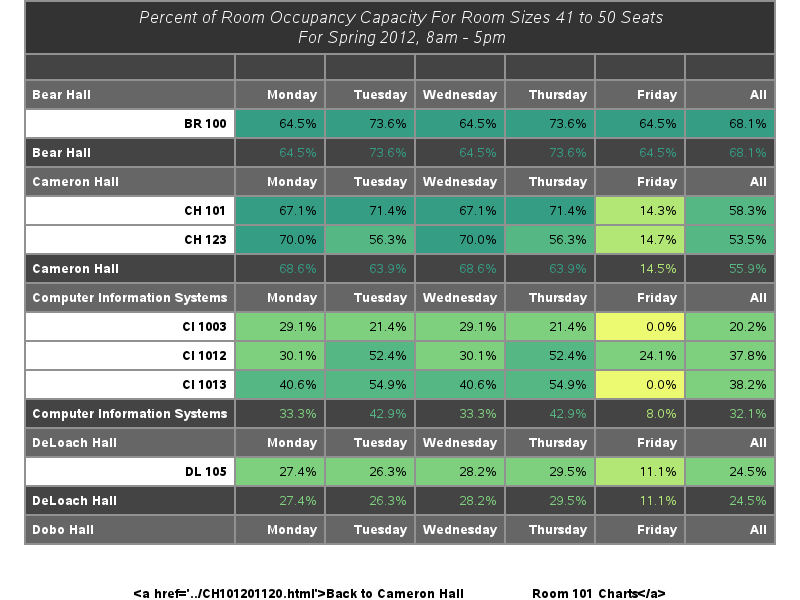 Percent of Room Occupancy Capacity For Room Sizes 41 to 50 Seats
For Spring 2012, 8am - 5pm
Bear Hall Monday Tuesday Wednesday Thursday Friday All
BR 100 64.5% 73.6% 64.5% 73.6% 64.5% 68.1%
Bear Hall 64.5% 73.6% 64.5% 73.6% 64.5% 68.1%
Cameron Hall Monday Tuesday Wednesday Thursday Friday All
CH 101 67.1% 71.4% 67.1% 71.4% 14.3% 58.3%
CH 123 70.0% 56.3% 70.0% 56.3% 14.7% 53.5%
Cameron Hall 68.6% 63.9% 68.6% 63.9% 14.5% 55.9%
Computer Information Systems Monday Tuesday Wednesday Thursday Friday All
CI 1003 29.1% 21.4% 29.1% 21.4% 0.0% 20.2%
CI 1012 30.1% 52.4% 30.1% 52.4% 24.1% 37.8%
CI 1013 40.6% 54.9% 40.6% 54.9% 0.0% 38.2%
Computer Information Systems 33.3% 42.9% 33.3% 42.9% 8.0% 32.1%
DeLoach Hall Monday Tuesday Wednesday Thursday Friday All
DL 105 27.4% 26.3% 28.2% 29.5% 11.1% 24.5%
DeLoach Hall 27.4% 26.3% 28.2% 29.5% 11.1% 24.5%
Dobo Hall Monday Tuesday Wednesday Thursday Friday All
<a href='../CH101201120.html'>Back to Cameron Hall Room 101 Charts</a>